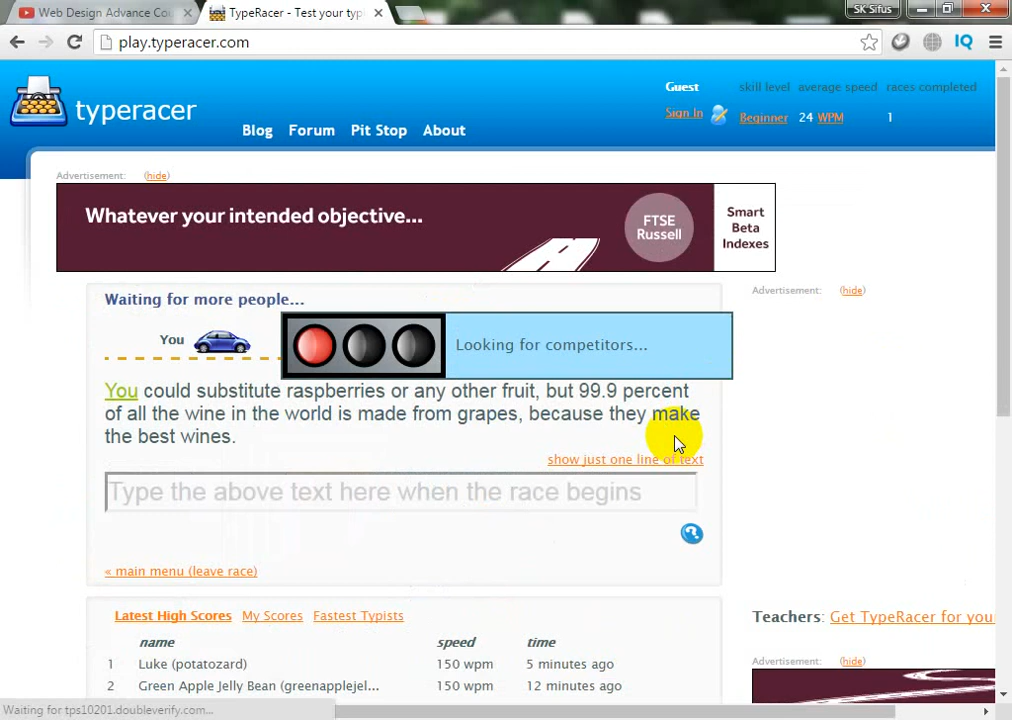 Web Design Advance Cou
TypeRacer - Test your typ
SK Sifus
play.typeracer.com
IQ
typeracer
Blog Forum Pit Stop About
Guest skill level average speed races completed
Sign In Beginner 24 WPM 1
Advertisement: (hide)
Whatever your intended objective...
FTSE
Russell
Smart
Beta
Indexes
Waiting for more people...
Advertisement: (hide)
You
Looking for competitors...
You could substitute raspberries or any other fruit, but 99.9 percent
of all the wine in the world is made from grapes, because they make
the best wines.
show just one line of text
Type the above text here when the race begins
« main menu (leave race)
Latest High Scores My Scores Fastest Typists
name speed time
1 Luke (potatozard) 150 wpm 5 minutes ago
2 Green Apple Jelly Bean (greenapplejel... 150 wpm 12 minutes ago
Teachers: Get TypeRacer for your
Advertisement: (hide)
Waiting for tps10201.doubleverify.com...